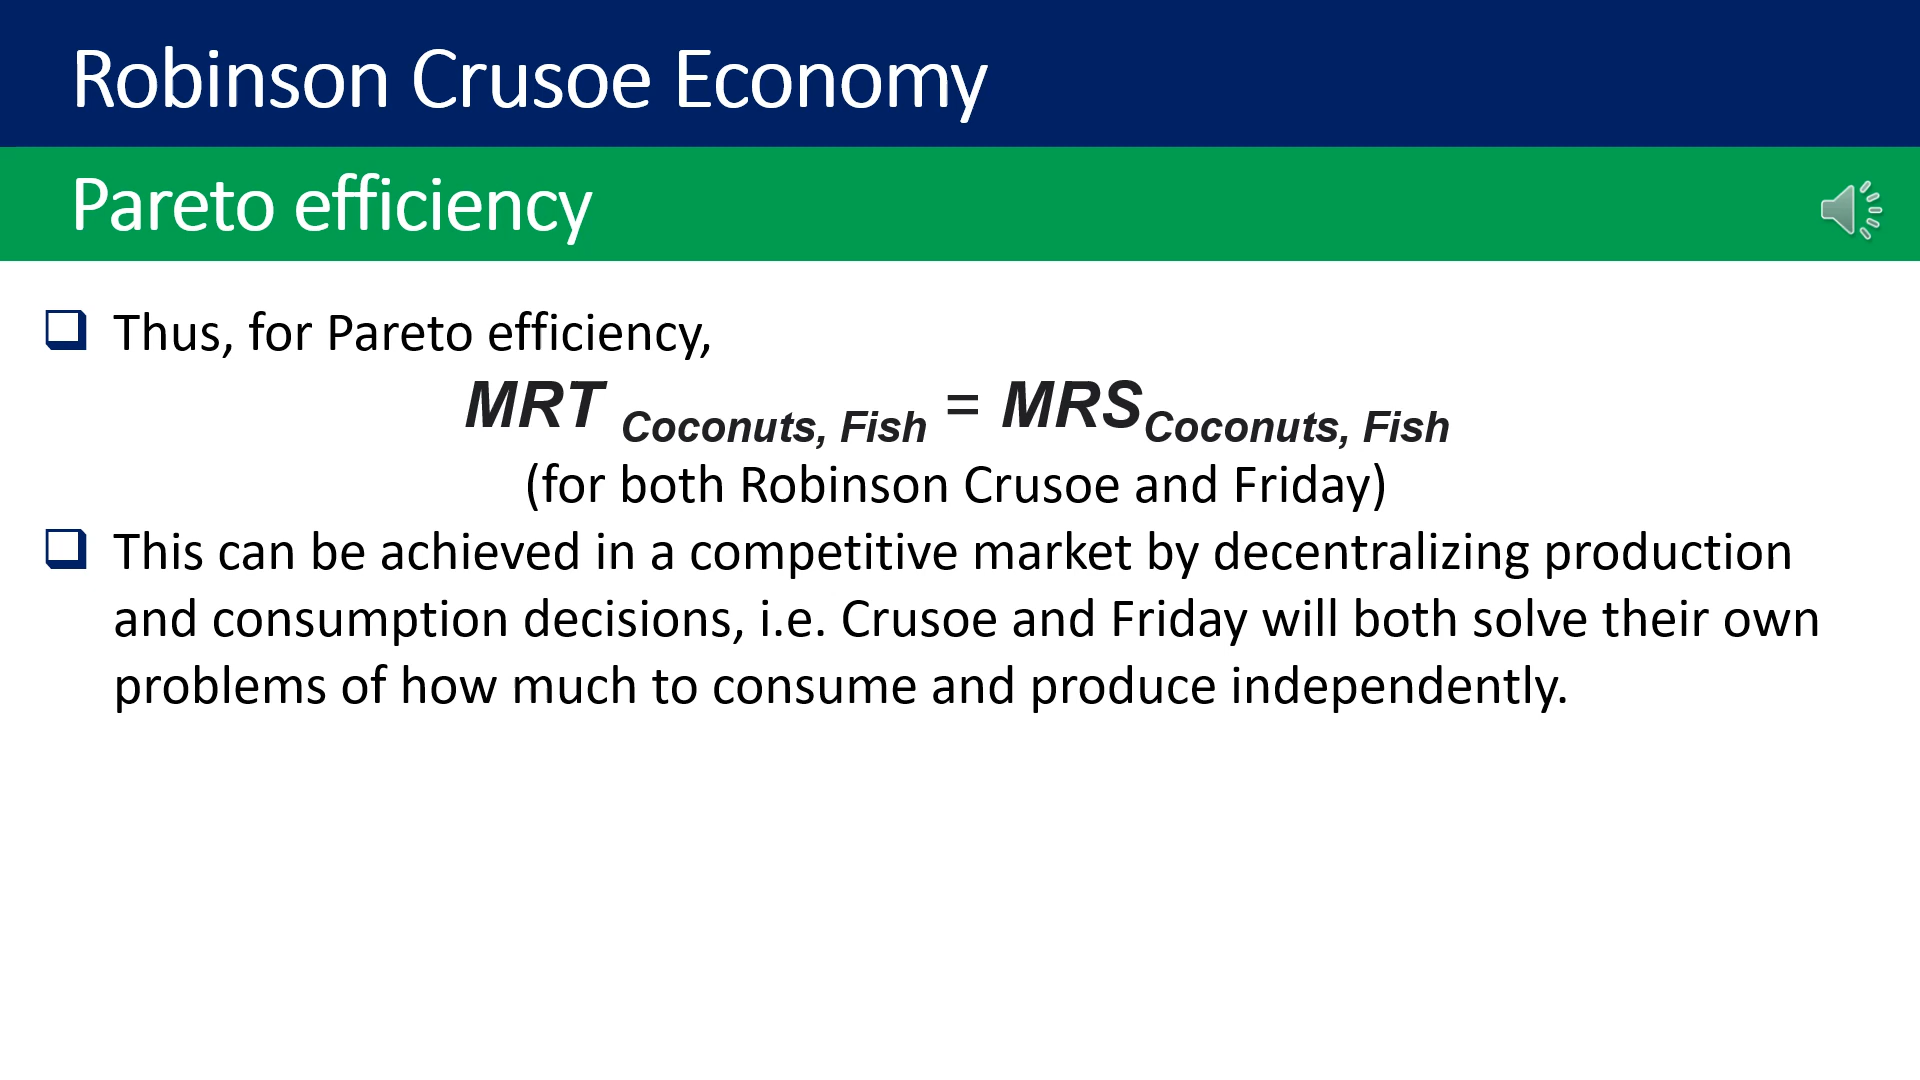 Robinson Crusoe Economy
Pareto efficiency
Thus, for Pareto efficiency,
MRT Coconuts, Fish = MRS Coconuts, Fish
(for both Robinson Crusoe and Friday)
This can be achieved in a competitive market by decentralizing production
and consumption decisions, i.e. Crusoe and Friday will both solve their own
problems of how much to consume and produce independently.